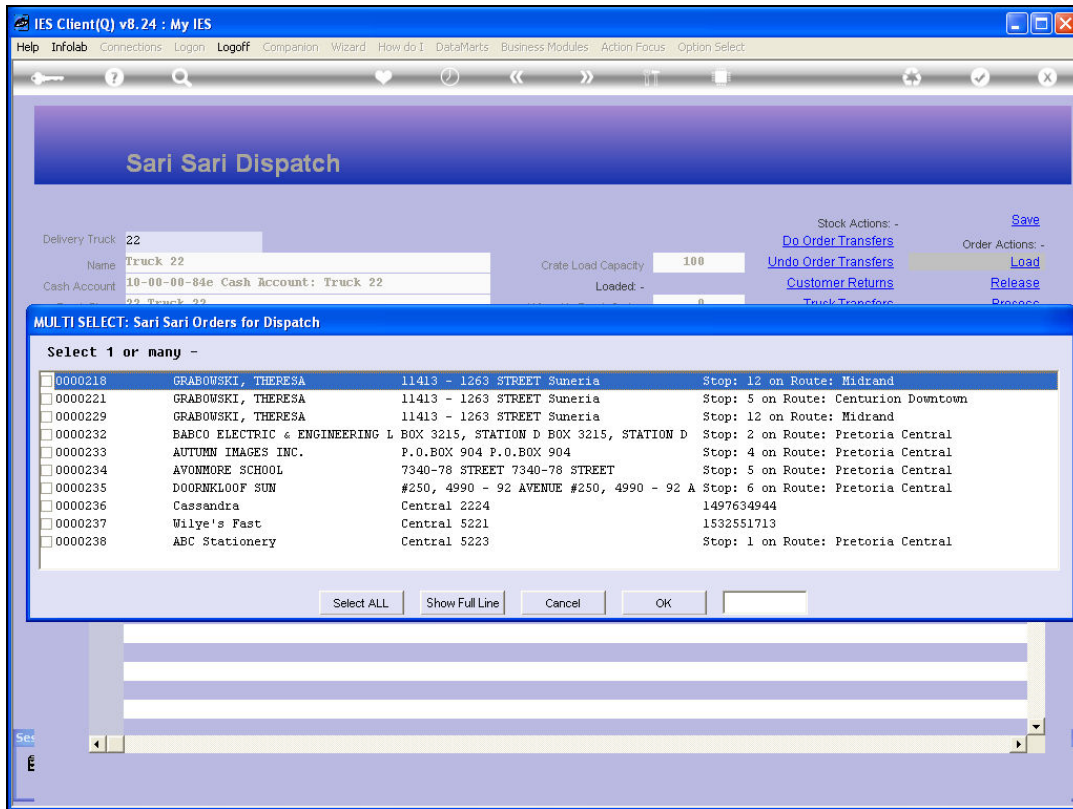 IES Client(Q) v8.24 : My IES
Help Infolab Connections Logon Logoff Companion Wizard How do I DataMarts Business Modules Action Focus Option Select
Sari Sari Dispatch
Stock Actions: - Save
Delivery Truck 22 Do Order Transfers Order Actions: -
Name Truck 22 Crate Load Capacity 100 Undo Order Transfers Load
Cash Account 10-00-00-84e Cash Account: Truck 22 Loaded: - Customer Returns Release
22 Truck 22 0 Truck Transfers Process
MULTI SELECT: Sari Sari Orders for Dispatch
Select 1 or many -
0000218 GRABOWSKI, THERESA 11413 - 1263 STREET Suneria Stop: 12 on Route: Midrand
0000221 GRABOWSKI, THERESA 11413 - 1263 STREET Suneria Stop: 5 on Route: Centurion Downtown
0000229 GRABOWSKI, THERESA 11413 - 1263 STREET Suneria Stop: 12 on Route: Midrand
0000232 BABCO ELECTRIC & ENGINEERING L BOX 3215, STATION D BOX 3215, STATION D Stop: 2 on Route: Pretoria Central
0000233 AUTUMN IMAGES INC. P.O.BOX 904 P.O.BOX 904 Stop: 4 on Route: Pretoria Central
0000234 AVONMORE SCHOOL 7340-78 STREET 7340-78 STREET Stop: 5 on Route: Pretoria Central
0000235 DOORNKLOOF SUN #250, 4990 - 92 AVENUE #250, 4990 - 92 A Stop: 6 on Route: Pretoria Central
0000236 Cassandra Central 2224 1497634944
0000237 Wilye's Fast Central 5221 1532551713
0000238 ABC Stationery Central 5223 Stop: 1 on Route: Pretoria Central
Select ALL Show Full Line Cancel OK
Ses